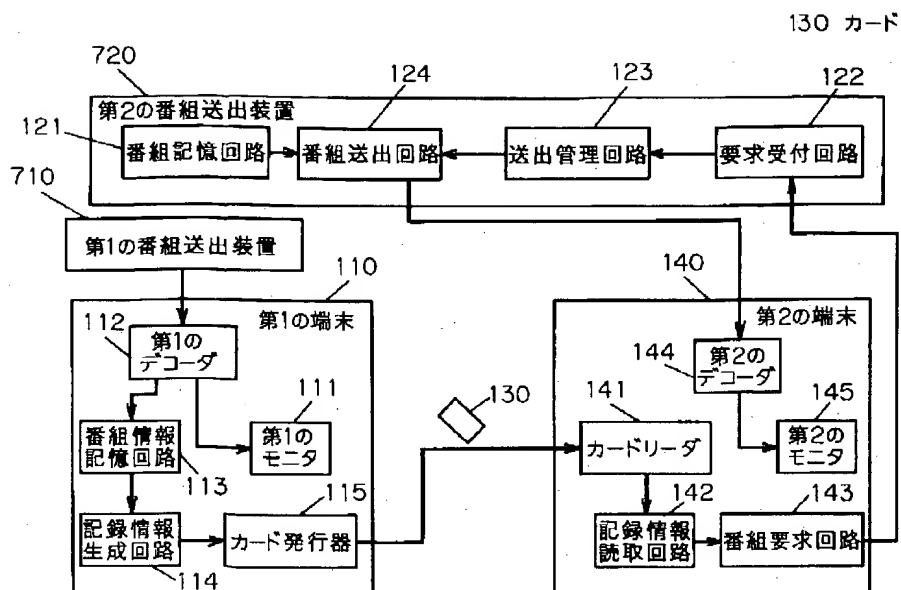 130 カード
720
124
123
122
第2の番組送出装置
121
番組記憶回路
番組送出回路
送出管理回路
要求受付回路
710
第1の番組送出装置
110
第1の端末
112
第1の
デコーダ
111
第1の
モニタ
番組情報
記憶回路
113
115
記録情報
生成回路
114
カード発行器
130
140
第2の端末
144
第2の
デコーダ
141
カードリーダ
145
第2の
モニタ
142
143
記録情報
読取回路
番組要求回路